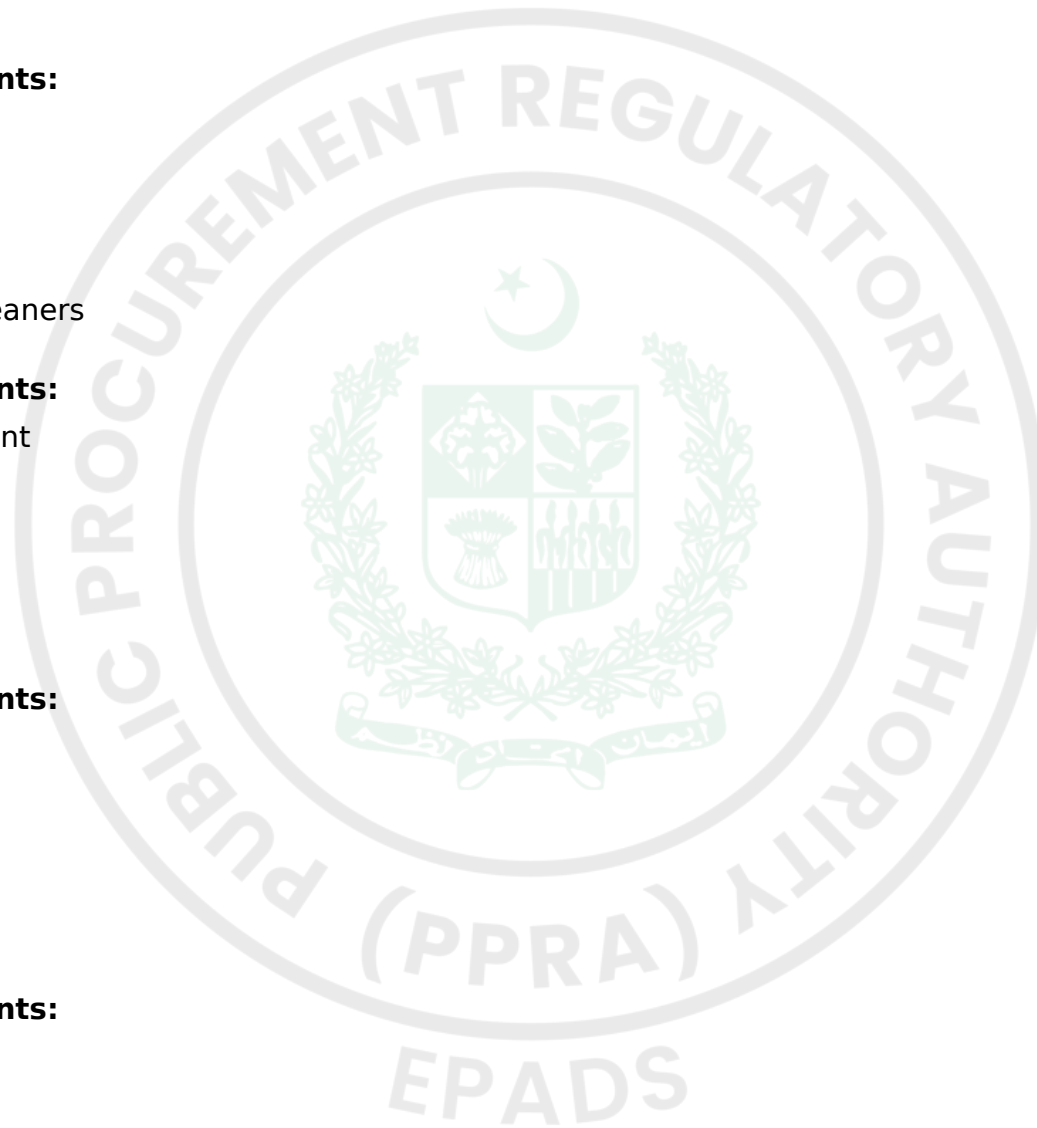 nts:
eaners
nts:
nt
nts:
nts:
PUBLIC PROCUREMENT REGULATORY AUTHORITY
(PPRA)
EPADS